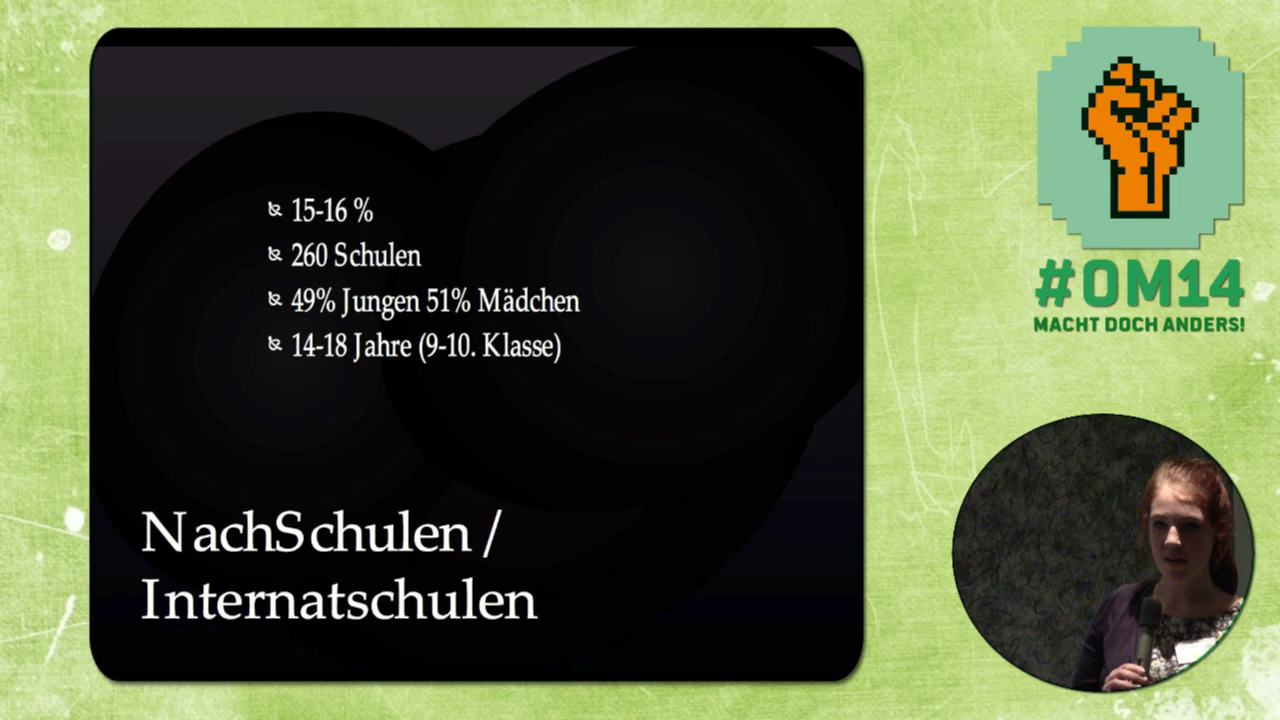 15-16 %
260 Schulen
49% Jungen 51% Mädchen
14-18 Jahre (9-10. Klasse)
NachSchulen /
Internatschulen
#OM14
MACHT DOCH ANDERS!